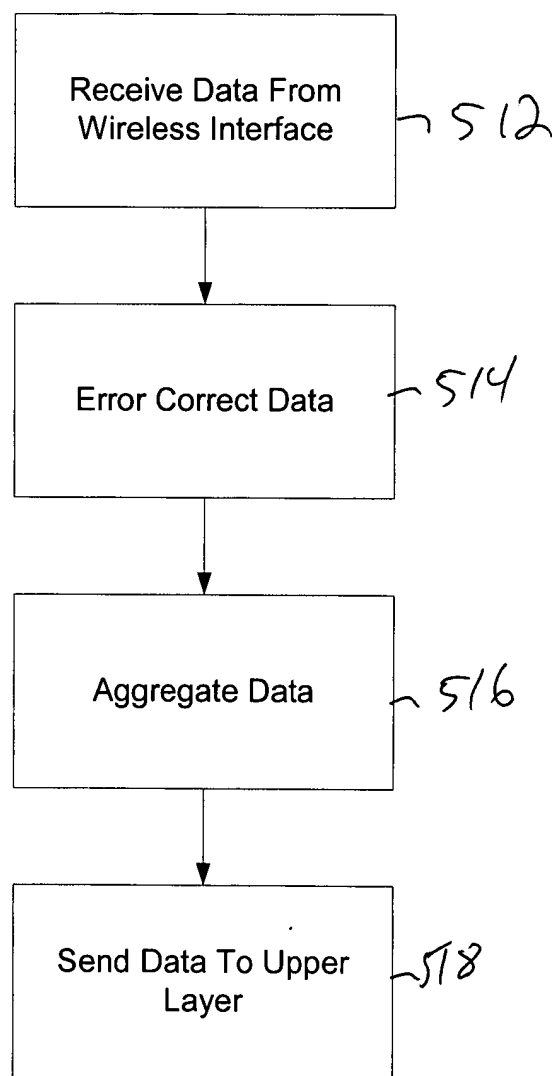 Receive Data From
Wireless Interface
512
Error Correct Data
514
Aggregate Data
516
Send Data To Upper
Layer
518